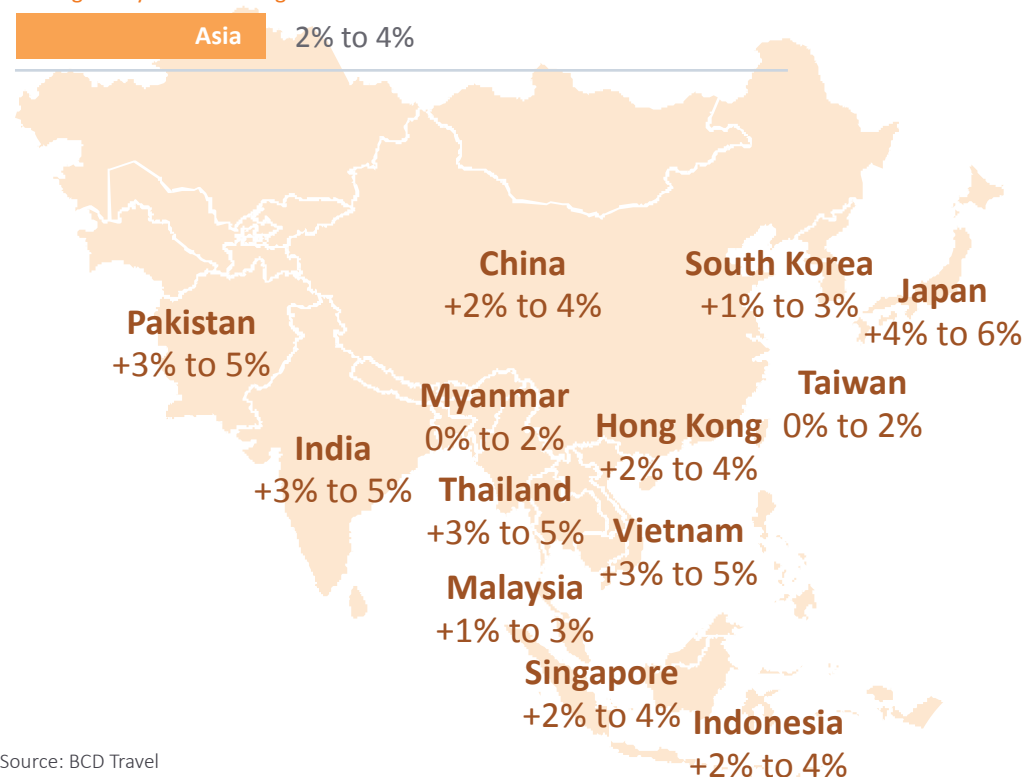 Asia 2% to 4%
China
+2% to 4%
South Korea
+1% to 3%
Japan
+4% to 6%
Pakistan
+3% to 5%
Taiwan
0% to 2%
Myanmar
0% to 2%
Hong Kong
+2% to 4%
India
+3% to 5%
Thailand
+3% to 5%
Vietnam
+3% to 5%
Malaysia
+1% to 3%
Singapore
+2% to 4%
Indonesia
+2% to 4%
Source: BCD Travel